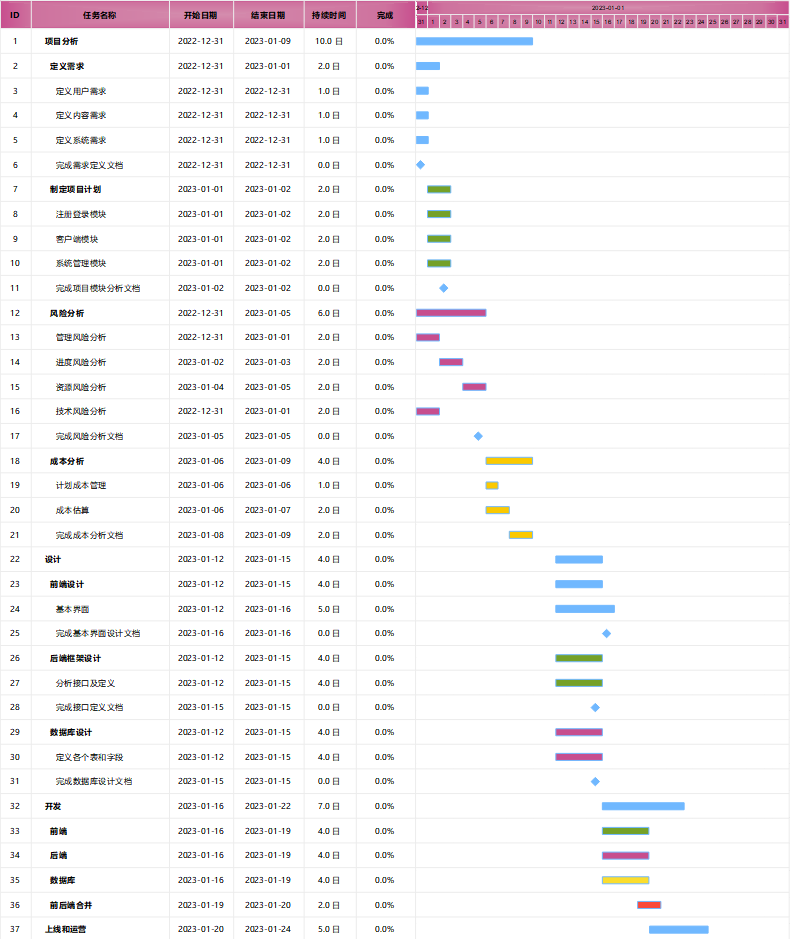 ID 任务名称 开始日期 结束日期 持续时间 完成 2-12 2023-01-01
31 1 2 3 4 5 6 7 8 9 10 11 12 13 14 15 16 17 18 19 20 21 22 23 24 25 26 27 28 29 30 31
1 项目分析 2022-12-31 2023-01-09 10.0 日 0.0%
2 定义需求 2022-12-31 2023-01-01 2.0 日 0.0%
3 定义用户需求 2022-12-31 2022-12-31 1.0 日 0.0%
4 定义内容需求 2022-12-31 2022-12-31 1.0 日 0.0%
5 定义系统需求 2022-12-31 2022-12-31 1.0 日 0.0%
6 完成需求定义文档 2022-12-31 2022-12-31 0.0 日 0.0%
7 制定项目计划 2023-01-01 2023-01-02 2.0 日 0.0%
8 注册登录模块 2023-01-01 2023-01-02 2.0 日 0.0%
9 客户端模块 2023-01-01 2023-01-02 2.0 日 0.0%
10 系统管理模块 2023-01-01 2023-01-02 2.0 日 0.0%
11 完成项目模块分析文档 2023-01-02 2023-01-02 0.0 日 0.0%
12 风险分析 2022-12-31 2023-01-05 6.0 日 0.0%
13 管理风险分析 2022-12-31 2023-01-01 2.0 日 0.0%
14 进度风险分析 2023-01-02 2023-01-03 2.0 日 0.0%
15 资源风险分析 2023-01-04 2023-01-05 2.0 日 0.0%
16 技术风险分析 2022-12-31 2023-01-01 2.0 日 0.0%
17 完成风险分析文档 2023-01-05 2023-01-05 0.0 日 0.0%
18 成本分析 2023-01-06 2023-01-09 4.0 日 0.0%
19 计划成本管理 2023-01-06 2023-01-06 1.0 日 0.0%
20 成本估算 2023-01-06 2023-01-07 2.0 日 0.0%
21 完成成本分析文档 2023-01-08 2023-01-09 2.0 日 0.0%
22 设计 2023-01-12 2023-01-15 4.0 日 0.0%
23 前端设计 2023-01-12 2023-01-15 4.0 日 0.0%
24 基本界面 2023-01-12 2023-01-16 5.0 日 0.0%
25 完成基本界面设计文档 2023-01-16 2023-01-16 0.0 日 0.0%
26 后端框架设计 2023-01-12 2023-01-15 4.0 日 0.0%
27 分析接口及定义 2023-01-12 2023-01-15 4.0 日 0.0%
28 完成接口定义文档 2023-01-15 2023-01-15 0.0 日 0.0%
29 数据库设计 2023-01-12 2023-01-15 4.0 日 0.0%
30 定义各个表和字段 2023-01-12 2023-01-15 4.0 日 0.0%
31 完成数据库设计文档 2023-01-15 2023-01-15 0.0 日 0.0%
32 开发 2023-01-16 2023-01-22 7.0 日 0.0%
33 前端 2023-01-16 2023-01-19 4.0 日 0.0%
34 后端 2023-01-16 2023-01-19 4.0 日 0.0%
35 数据库 2023-01-16 2023-01-19 4.0 日 0.0%
36 前后端合并 2023-01-19 2023-01-20 2.0 日 0.0%
37 上线和运营 2023-01-20 2023-01-24 5.0 日 0.0%